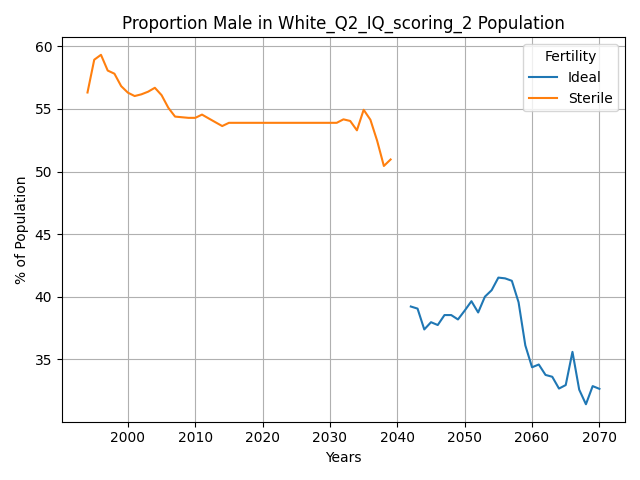 Proportion Male in White_Q2_IQ_scoring_2 Population
Fertility
Ideal
Sterile
% of Population
60
55
50
45
40
35
2000
2010
2020
2030
2040
2050
2060
2070
Years